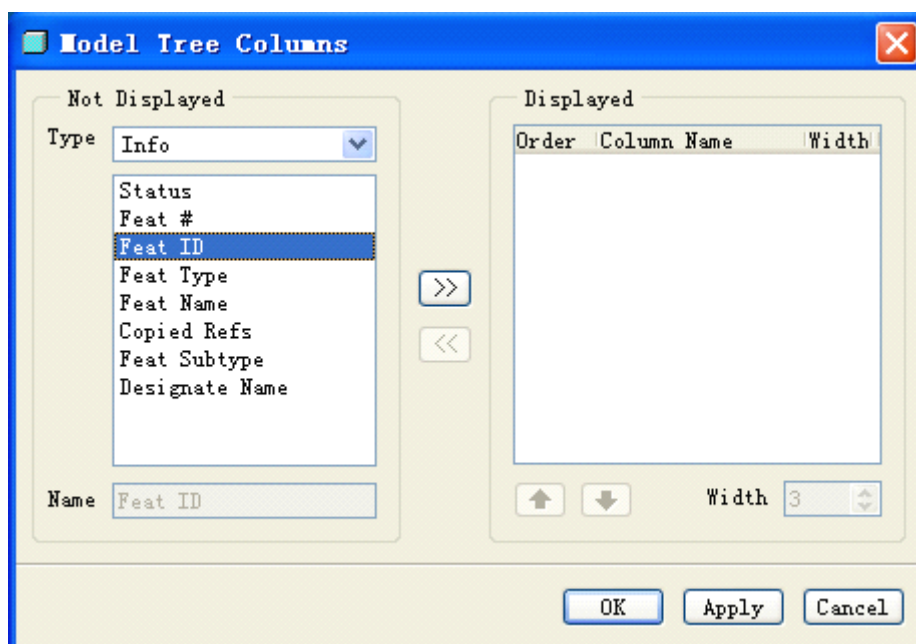 Model Tree Columns
Not Displayed
Type
Info
Status
Feat #
Feat ID
Feat Type
Feat Name
Copied Refs
Feat Subtype
Designate Name
Name
Feat ID
>>
<<
Displayed
Order Column Name Width
Width 3
OK Apply Cancel